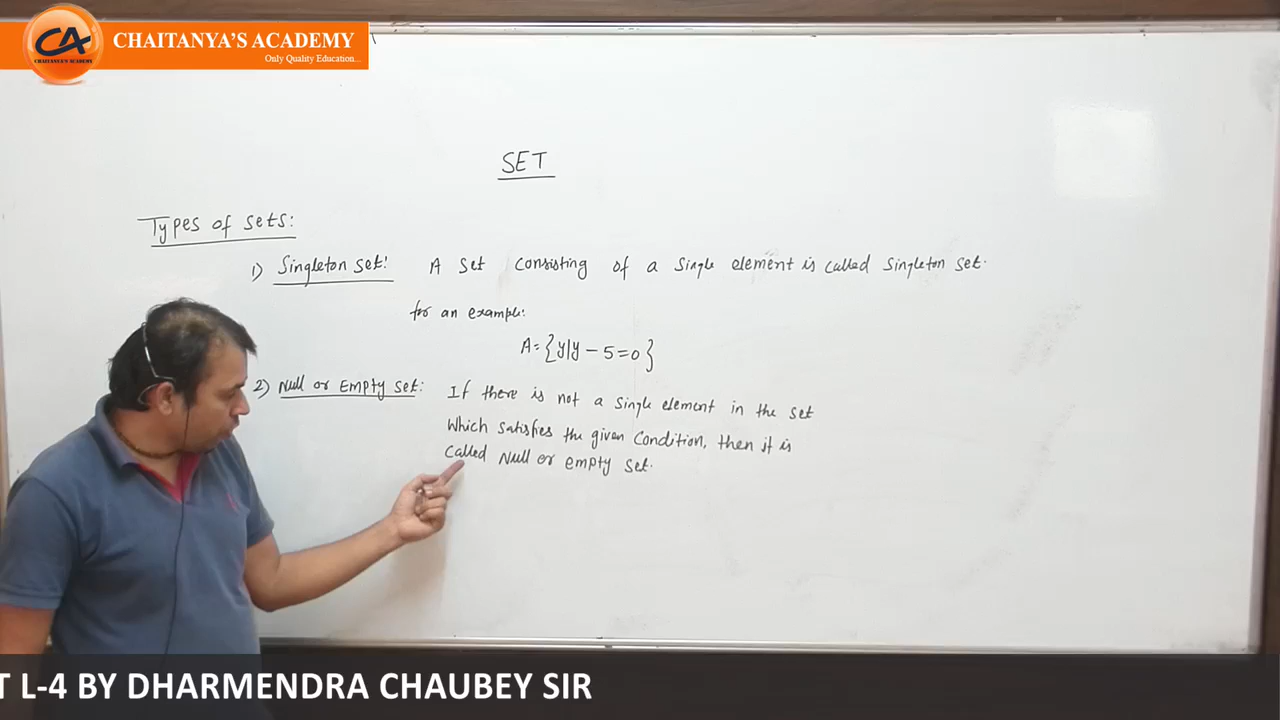 CA
CHAITANYA'S ACADEMY
CHAITANYA'S ACADEMY
Only Quality Education...
SET
Types of sets:
1) Singleton set: A set consisting of a single element is called singleton set.
for an example:
A={y|y-5=0}
2) Null or Empty set: If there is not a single element in the set
which satisfies the given condition, then it is
called Null or empty set.
T L-4 BY DHARMENDRA CHAUBEY SIR